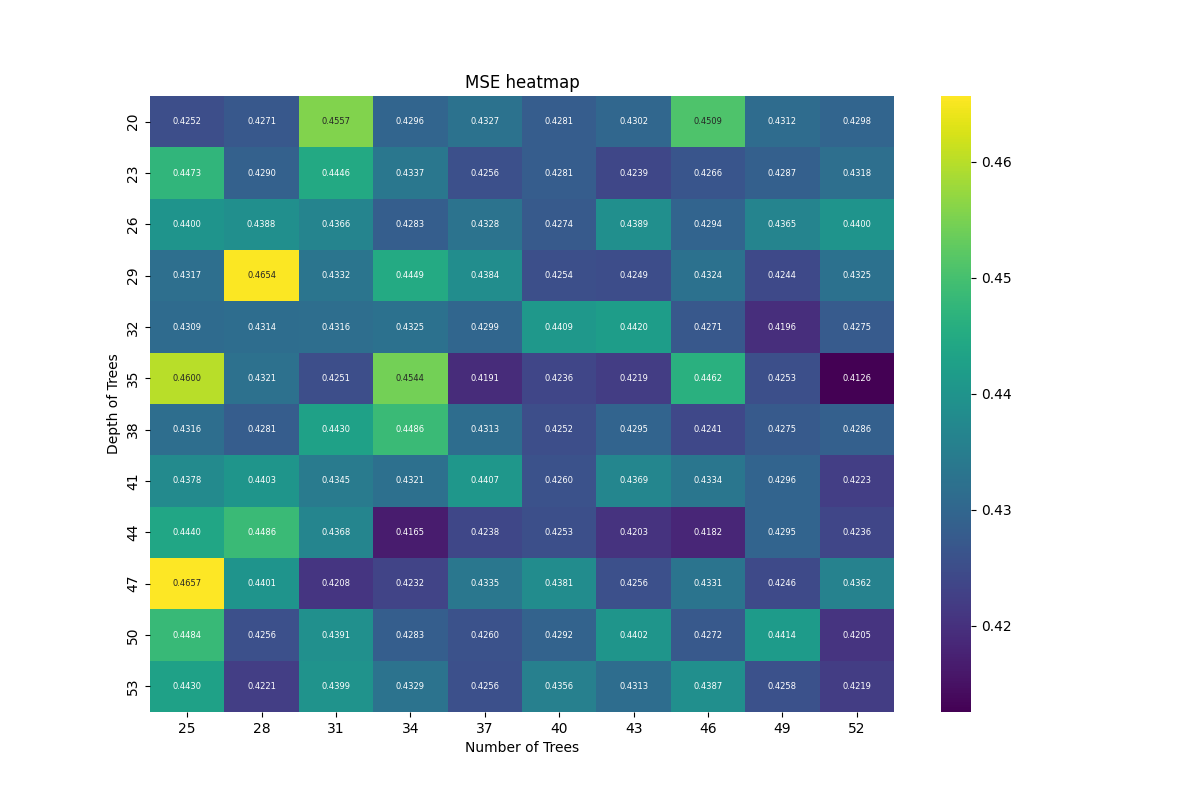 MSE heatmap
20 0.4252 0.4271 0.4557 0.4296 0.4327 0.4281 0.4302 0.4509 0.4312 0.4298
23 0.4473 0.4290 0.4446 0.4337 0.4256 0.4281 0.4239 0.4266 0.4287 0.4318
26 0.4400 0.4388 0.4366 0.4283 0.4328 0.4274 0.4389 0.4294 0.4365 0.4400
29 0.4317 0.4654 0.4332 0.4449 0.4384 0.4254 0.4249 0.4324 0.4244 0.4325
32 0.4309 0.4314 0.4316 0.4325 0.4299 0.4409 0.4420 0.4271 0.4196 0.4275
35 0.4600 0.4321 0.4251 0.4544 0.4191 0.4236 0.4219 0.4462 0.4253 0.4126
38 0.4316 0.4281 0.4430 0.4486 0.4313 0.4252 0.4295 0.4241 0.4275 0.4286
41 0.4378 0.4403 0.4345 0.4321 0.4407 0.4260 0.4369 0.4334 0.4296 0.4223
44 0.4440 0.4486 0.4368 0.4165 0.4238 0.4253 0.4203 0.4182 0.4295 0.4236
47 0.4657 0.4401 0.4208 0.4232 0.4335 0.4381 0.4256 0.4331 0.4246 0.4362
50 0.4484 0.4256 0.4391 0.4283 0.4260 0.4292 0.4402 0.4272 0.4414 0.4205
53 0.4430 0.4221 0.4399 0.4329 0.4256 0.4356 0.4313 0.4387 0.4258 0.4219
25 28 31 34 37 40 43 46 49 52
Number of Trees
Depth of Trees
0.46
0.45
0.44
0.43
0.42